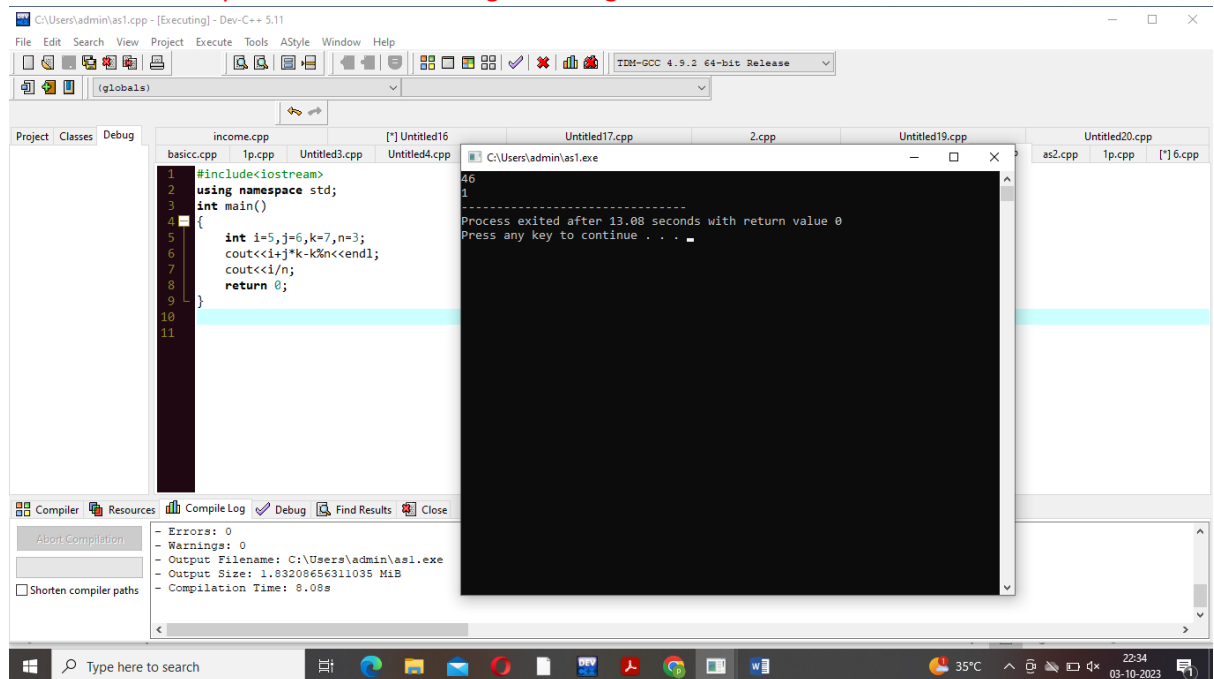 C:\Users\admin\as1.cpp - [Executing] - Dev-C++ 5.11
File Edit Search View Project Execute Tools AStyle Window Help
TDM-GCC 4.9.2 64-bit Release
(globals)
Project Classes Debug
income.cpp [*] Untitled16 Untitled17.cpp 2.cpp Untitled19.cpp Untitled20.cpp
basicc.cpp 1p.cpp Untitled3.cpp Untitled4.cpp as2.cpp 1p.cpp [*] 6.cpp
1 #include<iostream>
2 using namespace std;
3 int main()
4 {
5 int i=5,j=6,k=7,n=3;
6 cout<<i+j*k-k%n<<endl;
7 cout<<i/n;
8 return 0;
9 }
10
11
C:\Users\admin\as1.exe
46
1
--------------------------------
Process exited after 13.08 seconds with return value 0
Press any key to continue . . .
Compiler Resources Compile Log Debug Find Results Close
Abort Compilation
Shorten compiler paths
- Errors: 0
- Warnings: 0
- Output Filename: C:\Users\admin\as1.exe
- Output Size: 1.83208656311035 MiB
- Compilation Time: 8.08s
Type here to search
DEV
W
35°C
22:34
03-10-2023
1